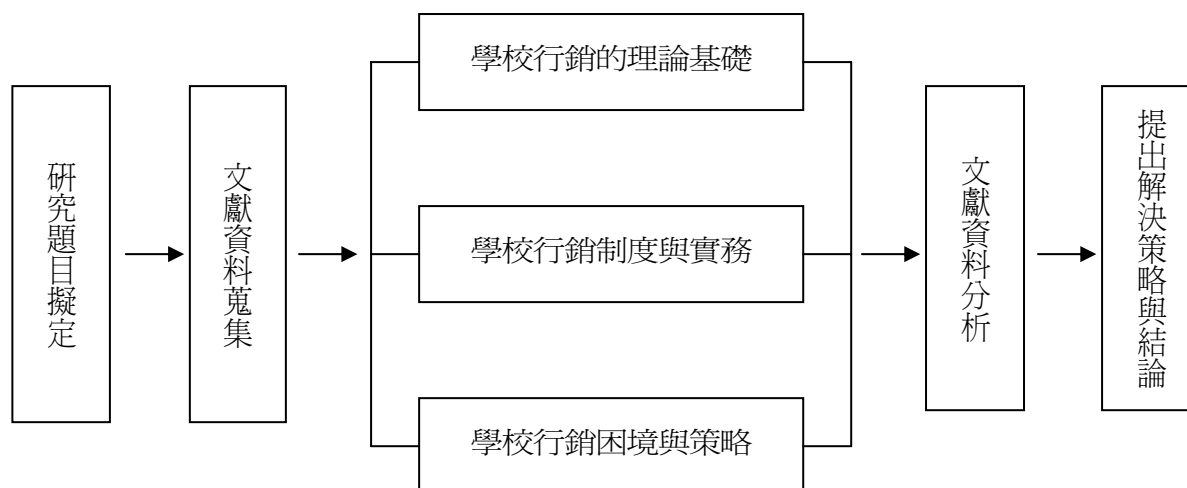 研究題目擬定
文獻資料蒐集
學校行銷的理論基礎
學校行銷制度與實務
學校行銷困境與策略
文獻資料分析
提出解決策略與結論